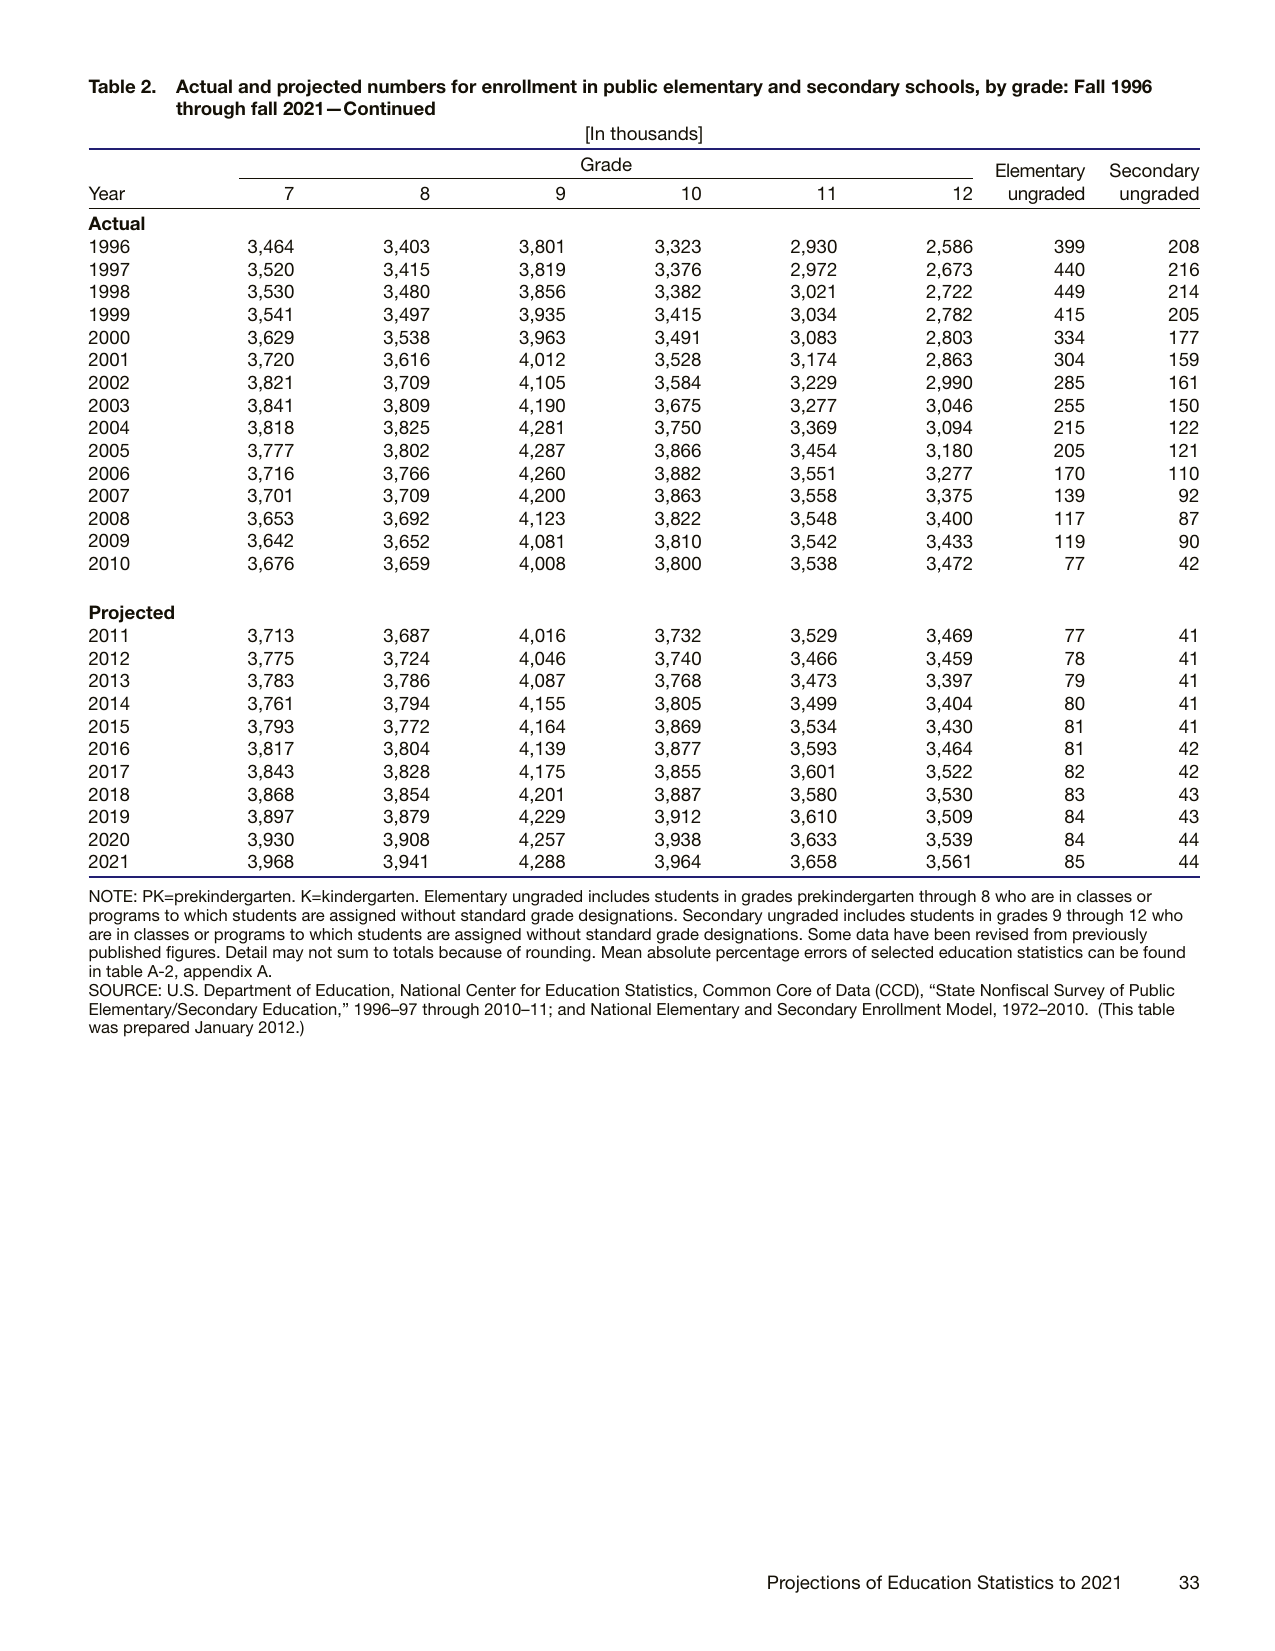 Table 2. Actual and projected numbers for enrollment in public elementary and secondary schools, by grade: Fall 1996
through fall 2021—Continued
[In thousands]
Grade
Elementary Secondary
Year 7 8 9 10 11 12 ungraded ungraded
Actual
1996 3,464 3,403 3,801 3,323 2,930 2,586 399 208
1997 3,520 3,415 3,819 3,376 2,972 2,673 440 216
1998 3,530 3,480 3,856 3,382 3,021 2,722 449 214
1999 3,541 3,497 3,935 3,415 3,034 2,782 415 205
2000 3,629 3,538 3,963 3,491 3,083 2,803 334 177
2001 3,720 3,616 4,012 3,528 3,174 2,863 304 159
2002 3,821 3,709 4,105 3,584 3,229 2,990 285 161
2003 3,841 3,809 4,190 3,675 3,277 3,046 255 150
2004 3,818 3,825 4,281 3,750 3,369 3,094 215 122
2005 3,777 3,802 4,287 3,866 3,454 3,180 205 121
2006 3,716 3,766 4,260 3,882 3,551 3,277 170 110
2007 3,701 3,709 4,200 3,863 3,558 3,375 139 92
2008 3,653 3,692 4,123 3,822 3,548 3,400 117 87
2009 3,642 3,652 4,081 3,810 3,542 3,433 119 90
2010 3,676 3,659 4,008 3,800 3,538 3,472 77 42
Projected
2011 3,713 3,687 4,016 3,732 3,529 3,469 77 41
2012 3,775 3,724 4,046 3,740 3,466 3,459 78 41
2013 3,783 3,786 4,087 3,768 3,473 3,397 79 41
2014 3,761 3,794 4,155 3,805 3,499 3,404 80 41
2015 3,793 3,772 4,164 3,869 3,534 3,430 81 41
2016 3,817 3,804 4,139 3,877 3,593 3,464 81 42
2017 3,843 3,828 4,175 3,855 3,601 3,522 82 42
2018 3,868 3,854 4,201 3,887 3,580 3,530 83 43
2019 3,897 3,879 4,229 3,912 3,610 3,509 84 43
2020 3,930 3,908 4,257 3,938 3,633 3,539 84 44
2021 3,968 3,941 4,288 3,964 3,658 3,561 85 44
NOTE: PK=prekindergarten. K=kindergarten. Elementary ungraded includes students in grades prekindergarten through 8 who are in classes or
programs to which students are assigned without standard grade designations. Secondary ungraded includes students in grades 9 through 12 who
are in classes or programs to which students are assigned without standard grade designations. Some data have been revised from previously
published figures. Detail may not sum to totals because of rounding. Mean absolute percentage errors of selected education statistics can be found
in table A-2, appendix A.
SOURCE: U.S. Department of Education, National Center for Education Statistics, Common Core of Data (CCD), “State Nonfiscal Survey of Public
Elementary/Secondary Education,” 1996–97 through 2010–11; and National Elementary and Secondary Enrollment Model, 1972–2010. (This table
was prepared January 2012.)
Projections of Education Statistics to 2021 33